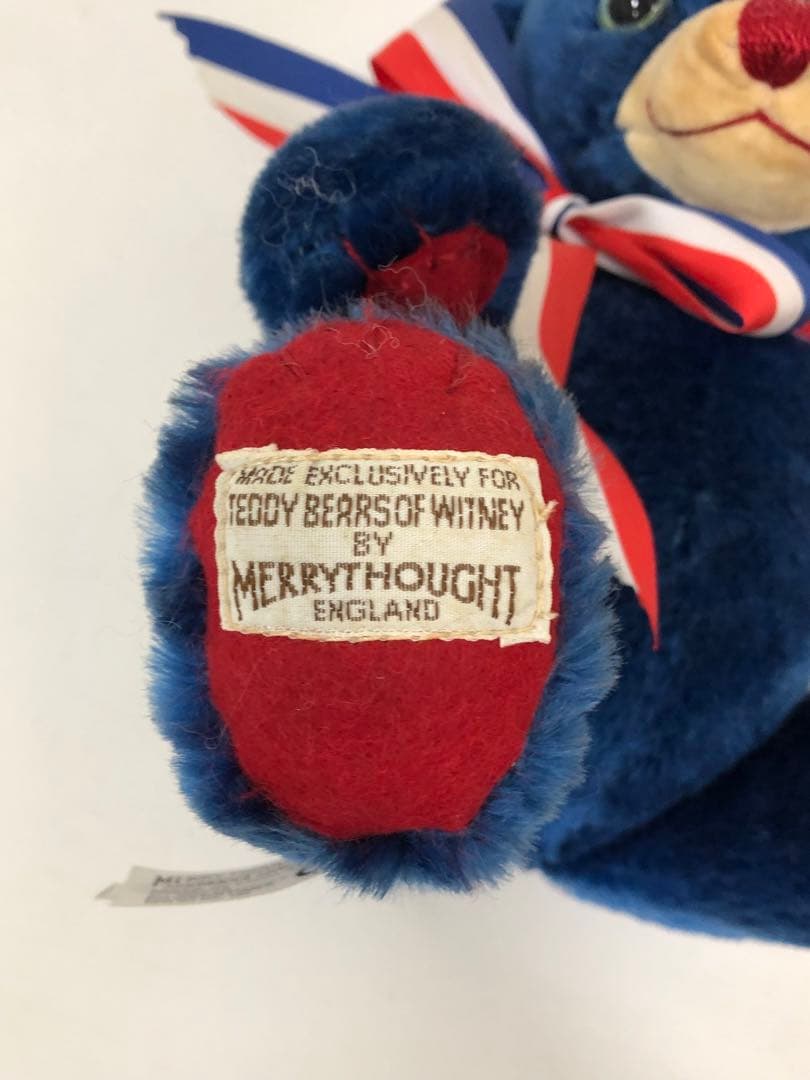 MADE EXCLUSIVELY FOR
TEDDY BEARS OF WITNEY
BY
MERRYTHOUGHT
ENGLAND